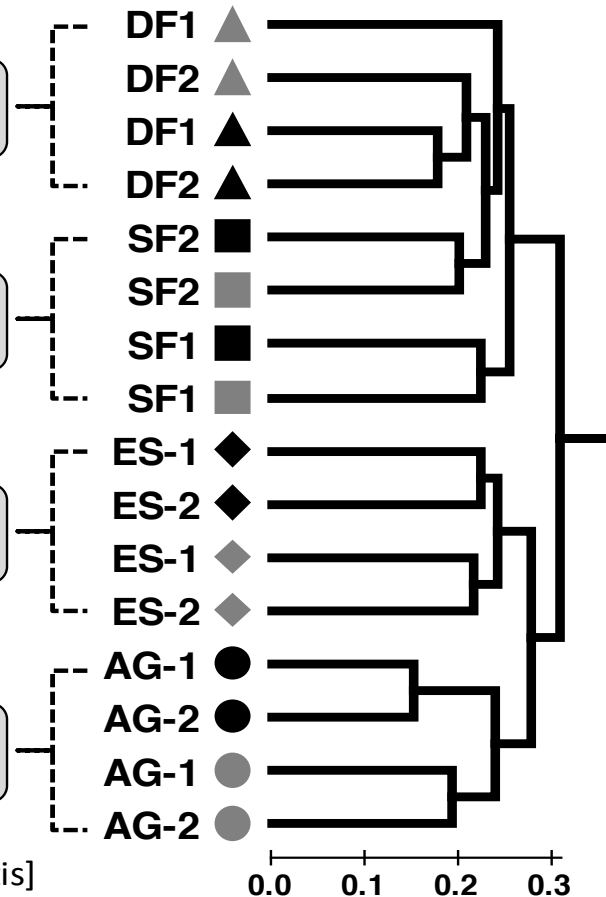 DF1
DF2
DF1
DF2
SF2
SF2
SF1
SF1
ES-1
ES-2
ES-1
ES-2
AG-1
AG-2
AG-1
AG-2
tis]
0.0 0.1 0.2 0.3